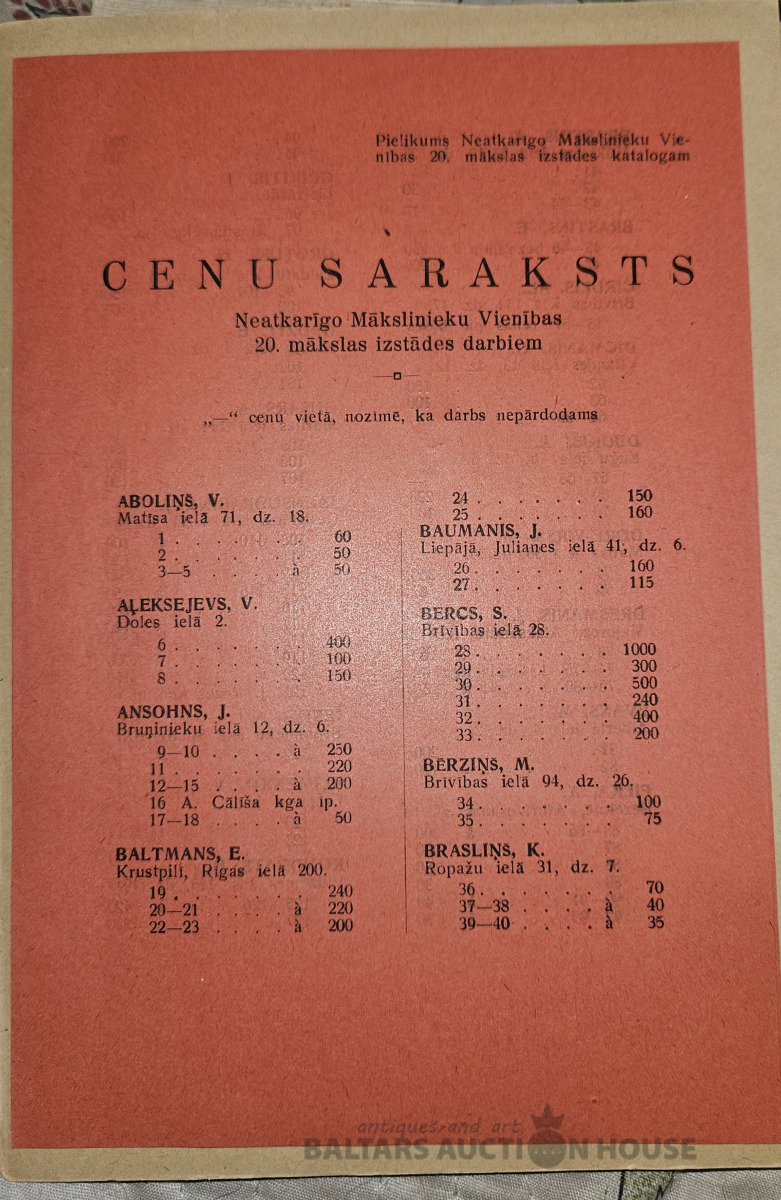 Pielikums Neatkarīgo Mākslinieku Vie-
nības 20. mākslas izstādes katalogam
CENU SARAKSTS
Neatkarīgo Mākslinieku Vienības
20. mākslas izstādes darbiem
„—“ cenu vietā, nozīmē, ka darbs nepārdodams
ABOLIŅŠ, V.
Matīsa ielā 71, dz. 18.
1 . . . . . . . 60
2 . . . . . . . 50
3—5 . . . . . à 50
AĻEKSEJEVS, V.
Doles ielā 2.
6 . . . . . . . 400
7 . . . . . . . 100
8 . . . . . . . 150
ANSOHNS, J.
Bruņinieku ielā 12, dz. 6.
9—10 . . . . à 250
11 . . . . . . . 220
12—15 . . . . à 200
16 A. Cālīša kga īp.
17—18 . . . . à 50
BALTMANS, E.
Krustpilī, Rīgas ielā 200.
19 . . . . . . . 240
20—21 . . . . à 220
22—23 . . . . à 200
24 . . . . . . . 150
25 . . . . . . . 160
BAUMANIS, J.
Liepājā, Julianes ielā 41, dz. 6.
26 . . . . . . . 160
27 . . . . . . . 115
BERCS, S.
Brīvības ielā 28.
28 . . . . . . . 1000
29 . . . . . . . 300
30 . . . . . . . 500
31 . . . . . . . 240
32 . . . . . . . 400
33 . . . . . . . 200
BĒRZIŅŠ, M.
Brīvības ielā 94, dz. 26.
34 . . . . . . . 100
35 . . . . . . . 75
BRASLIŅŠ, K.
Ropažu ielā 31, dz. 7.
36 . . . . . . . 70
37—38 . . . . à 40
39—40 . . . . à 35
antiques and art
BALTARS AUCTION HOUSE